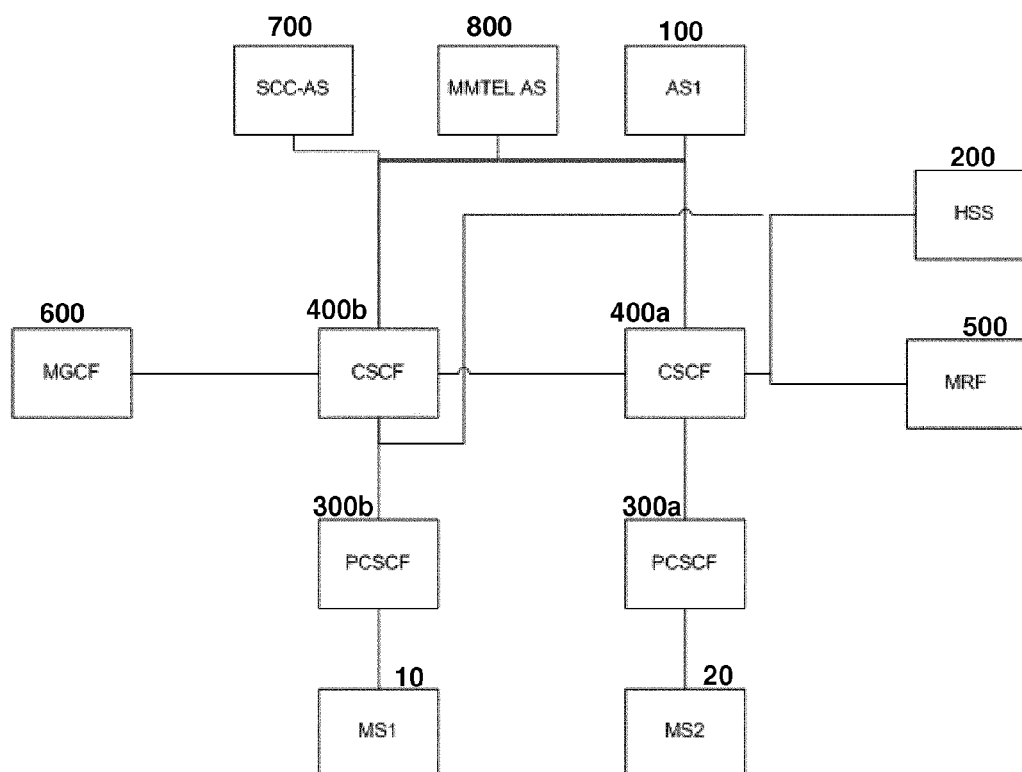 700 800 100
SCC-AS MMTEL AS AS1
200
HSS
600 400b 400a 500
MGCF CSCF CSCF MRF
300b 300a
PCSCF PCSCF
10 20
MS1 MS2